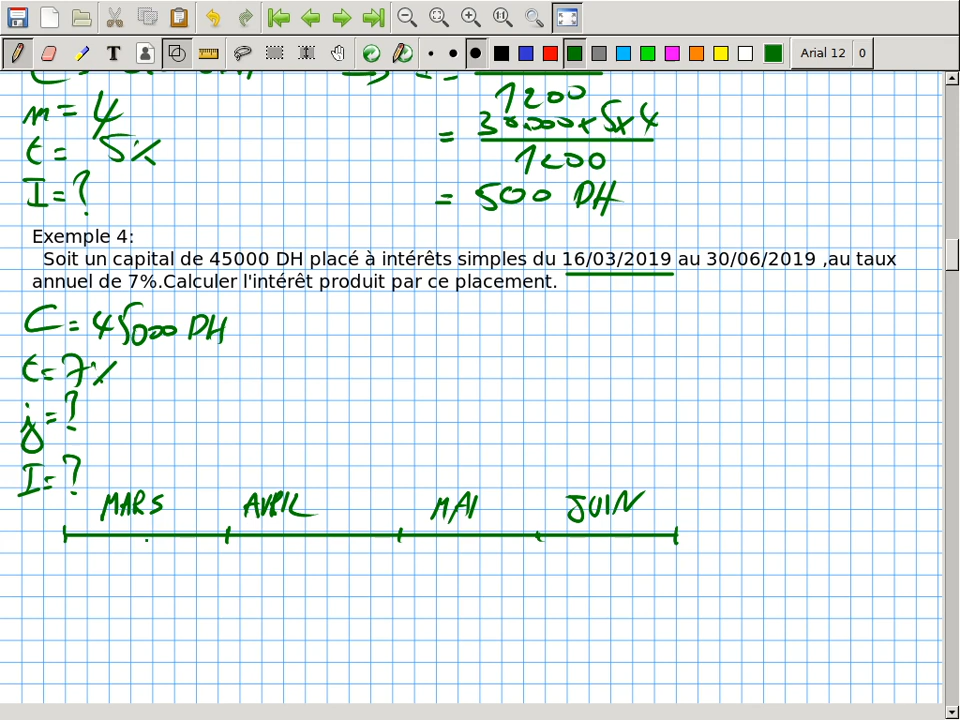 Arial 12 0
1200
m = 4
= 30.000 x 5 x 4
t = 5%
1200
I = ?
= 500 DH
Exemple 4:
Soit un capital de 45000 DH placé à intérêts simples du 16/03/2019 au 30/06/2019 ,au taux
annuel de 7%.Calculer l'intérêt produit par ce placement.
C = 45000 DH
t = 7%
j = ?
I = ?
MARS AVRIL MAI JUIN